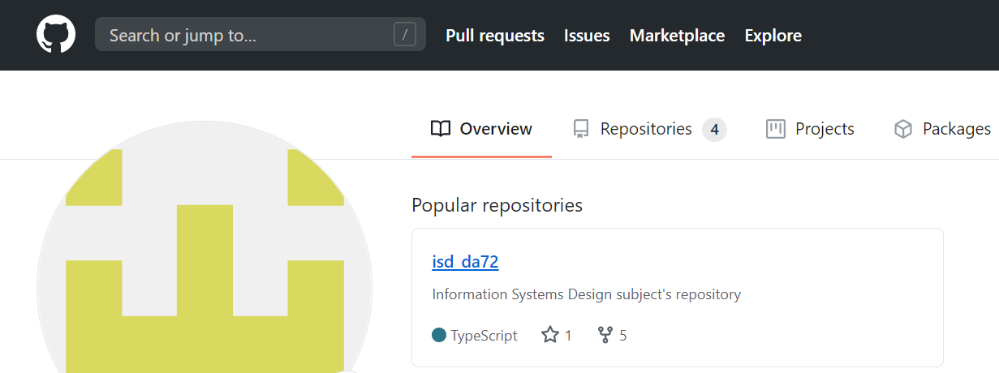 Search or jump to... / Pull requests Issues Marketplace Explore
Overview Repositories 4 Projects Packages
Popular repositories
isd_da72
Information Systems Design subject's repository
TypeScript 1 5